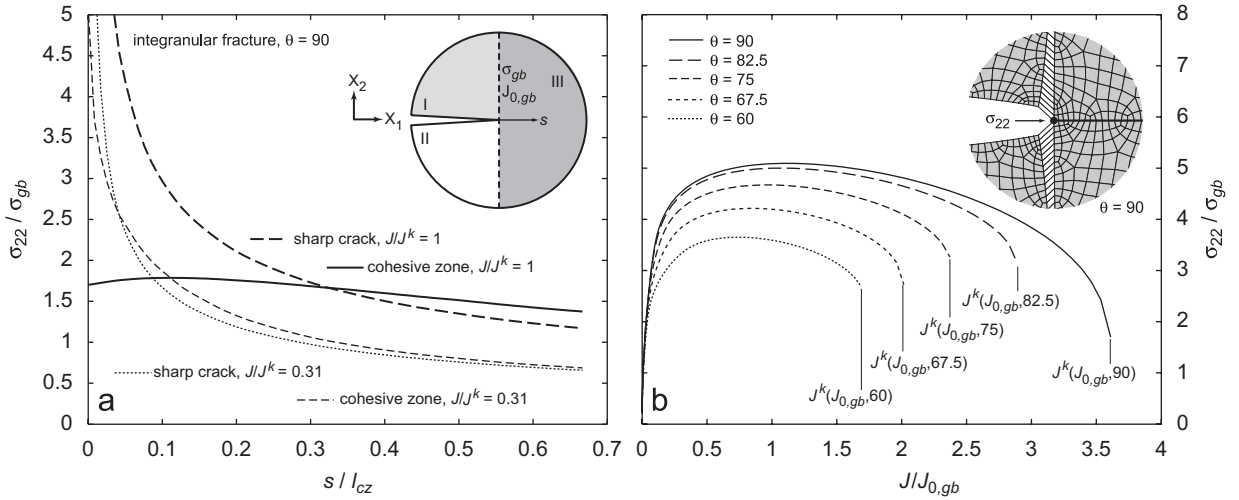 5
4.5
4
3.5
3
2.5
2
1.5
1
0.5
0
σ22 / σgb
integranular fracture, θ = 90
X2
X1
I
II
III
σgb
J0,gb
s
sharp crack, J/J^k = 1
cohesive zone, J/J^k = 1
sharp crack, J/J^k = 0.31
cohesive zone, J/J^k = 0.31
a
0 0.1 0.2 0.3 0.4 0.5 0.6 0.7
s / lcz
θ = 90
θ = 82.5
θ = 75
θ = 67.5
θ = 60
σ22
θ = 90
J^k(J0,gb,82.5)
J^k(J0,gb,75)
J^k(J0,gb,67.5)
J^k(J0,gb,90)
J^k(J0,gb,60)
b
0 0.5 1 1.5 2 2.5 3 3.5 4
J/J0,gb
8
7
6
5
4
3
2
1
0
σ22 / σgb